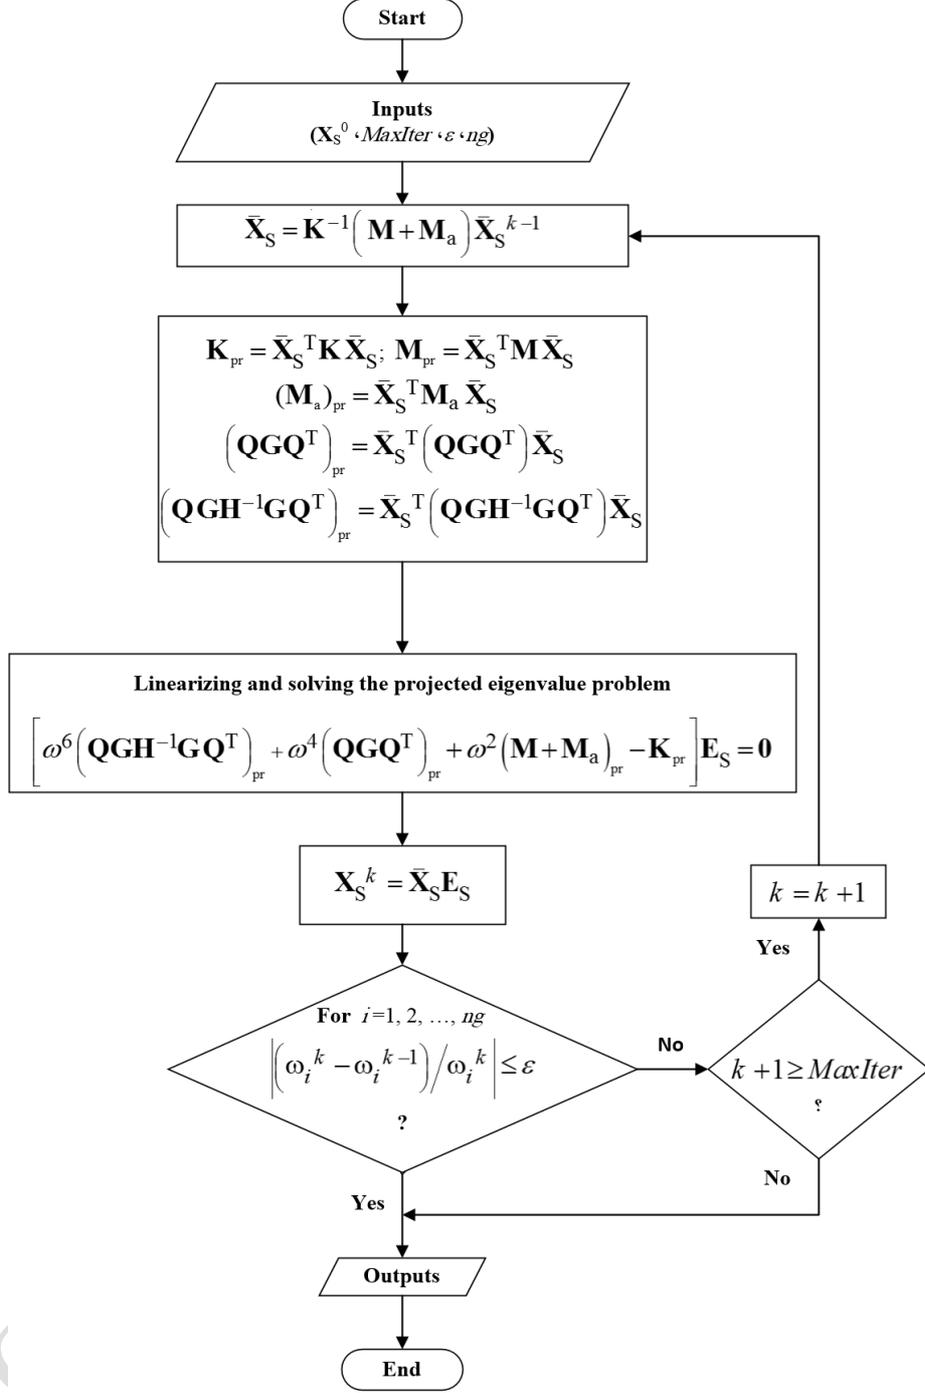 Start
Inputs
(X_S^0 ، MaxIter ، ε ، ng)
X̄_S = K^{−1}(M+M_a) X̄_S^{k−1}
K_pr = X̄_S^T K X̄_S; M_pr = X̄_S^T M X̄_S
(M_a)_pr = X̄_S^T M_a X̄_S
(QGQ^T)_pr = X̄_S^T (QGQ^T) X̄_S
(QGH^{−1}GQ^T)_pr = X̄_S^T (QGH^{−1}GQ^T) X̄_S
Linearizing and solving the projected eigenvalue problem
[ω^6 (QGH^{−1}GQ^T)_pr + ω^4 (QGQ^T)_pr + ω^2 (M+M_a)_pr − K_pr] E_S = 0
X_S^k = X̄_S E_S
k = k +1
Yes
For i=1, 2, …, ng
|(ω_i^k − ω_i^{k−1})/ω_i^k| ≤ ε
?
No
k +1 ≥ MaxIter
؟
No
Yes
Outputs
End